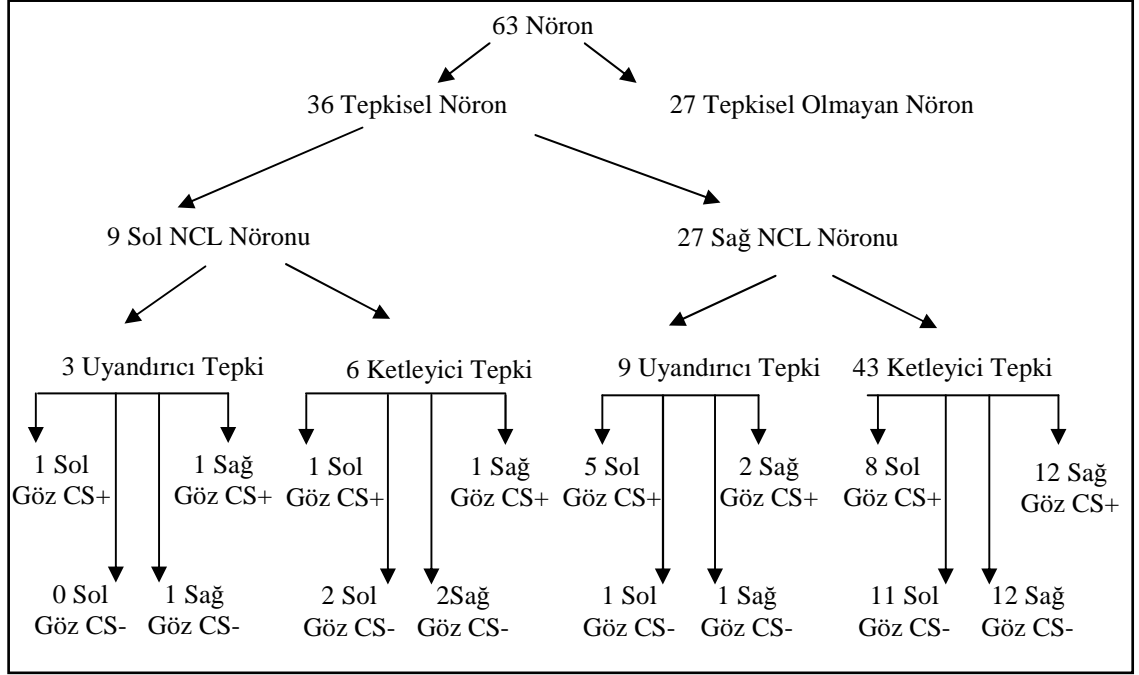 63 Nöron
36 Tepkisel Nöron
27 Tepkisel Olmayan Nöron
9 Sol NCL Nöronu
27 Sağ NCL Nöronu
3 Uyandırıcı Tepki
6 Ketleyici Tepki
9 Uyandırıcı Tepki
43 Ketleyici Tepki
1 Sol
Göz CS+
1 Sağ
Göz CS+
1 Sol
Göz CS+
1 Sağ
Göz CS+
5 Sol
Göz CS+
2 Sağ
Göz CS+
8 Sol
Göz CS+
12 Sağ
Göz CS+
0 Sol
Göz CS-
1 Sağ
Göz CS-
2 Sol
Göz CS-
2Sağ
Göz CS-
1 Sol
Göz CS-
1 Sağ
Göz CS-
11 Sol
Göz CS-
12 Sağ
Göz CS-